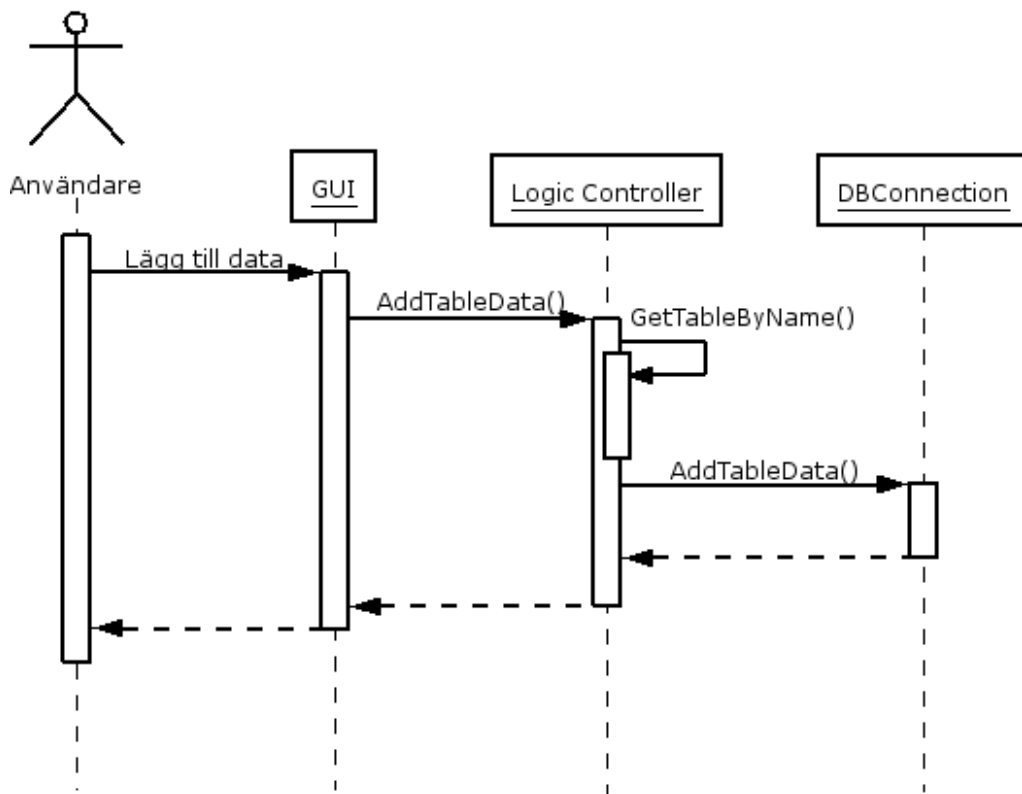 Användare
GUI
Logic Controller
DBConnection
Lägg till data
AddTableData()
GetTableByName()
AddTableData()